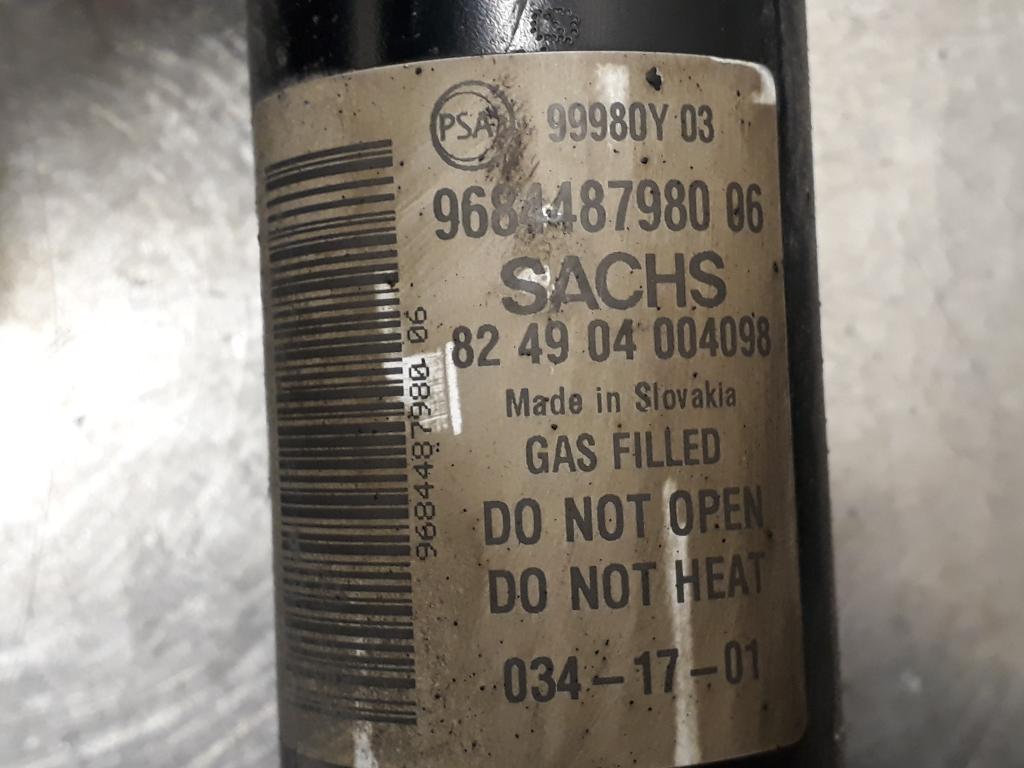 PSA 99980Y 03
9684487980 06
SACHS
82 49 04 004098
Made in Slovakia
GAS FILLED
DO NOT OPEN
DO NOT HEAT
034-17-01
9684487980 06